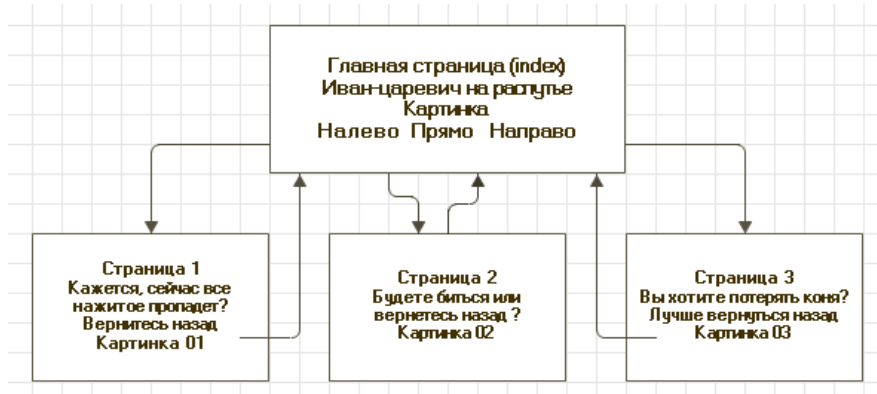 Главная страница (index)
Иван-царевич на распутье
Картинка
Налево Прямо Направо
Страница 1
Кажется, сейчас все
нажитое пропадет?
Вернитесь назад
Картинка 01
Страница 2
Будете биться или
вернетесь назад ?
Картинка 02
Страница 3
Вы хотите потерять коня?
Лучше вернуться назад
Картинка 03